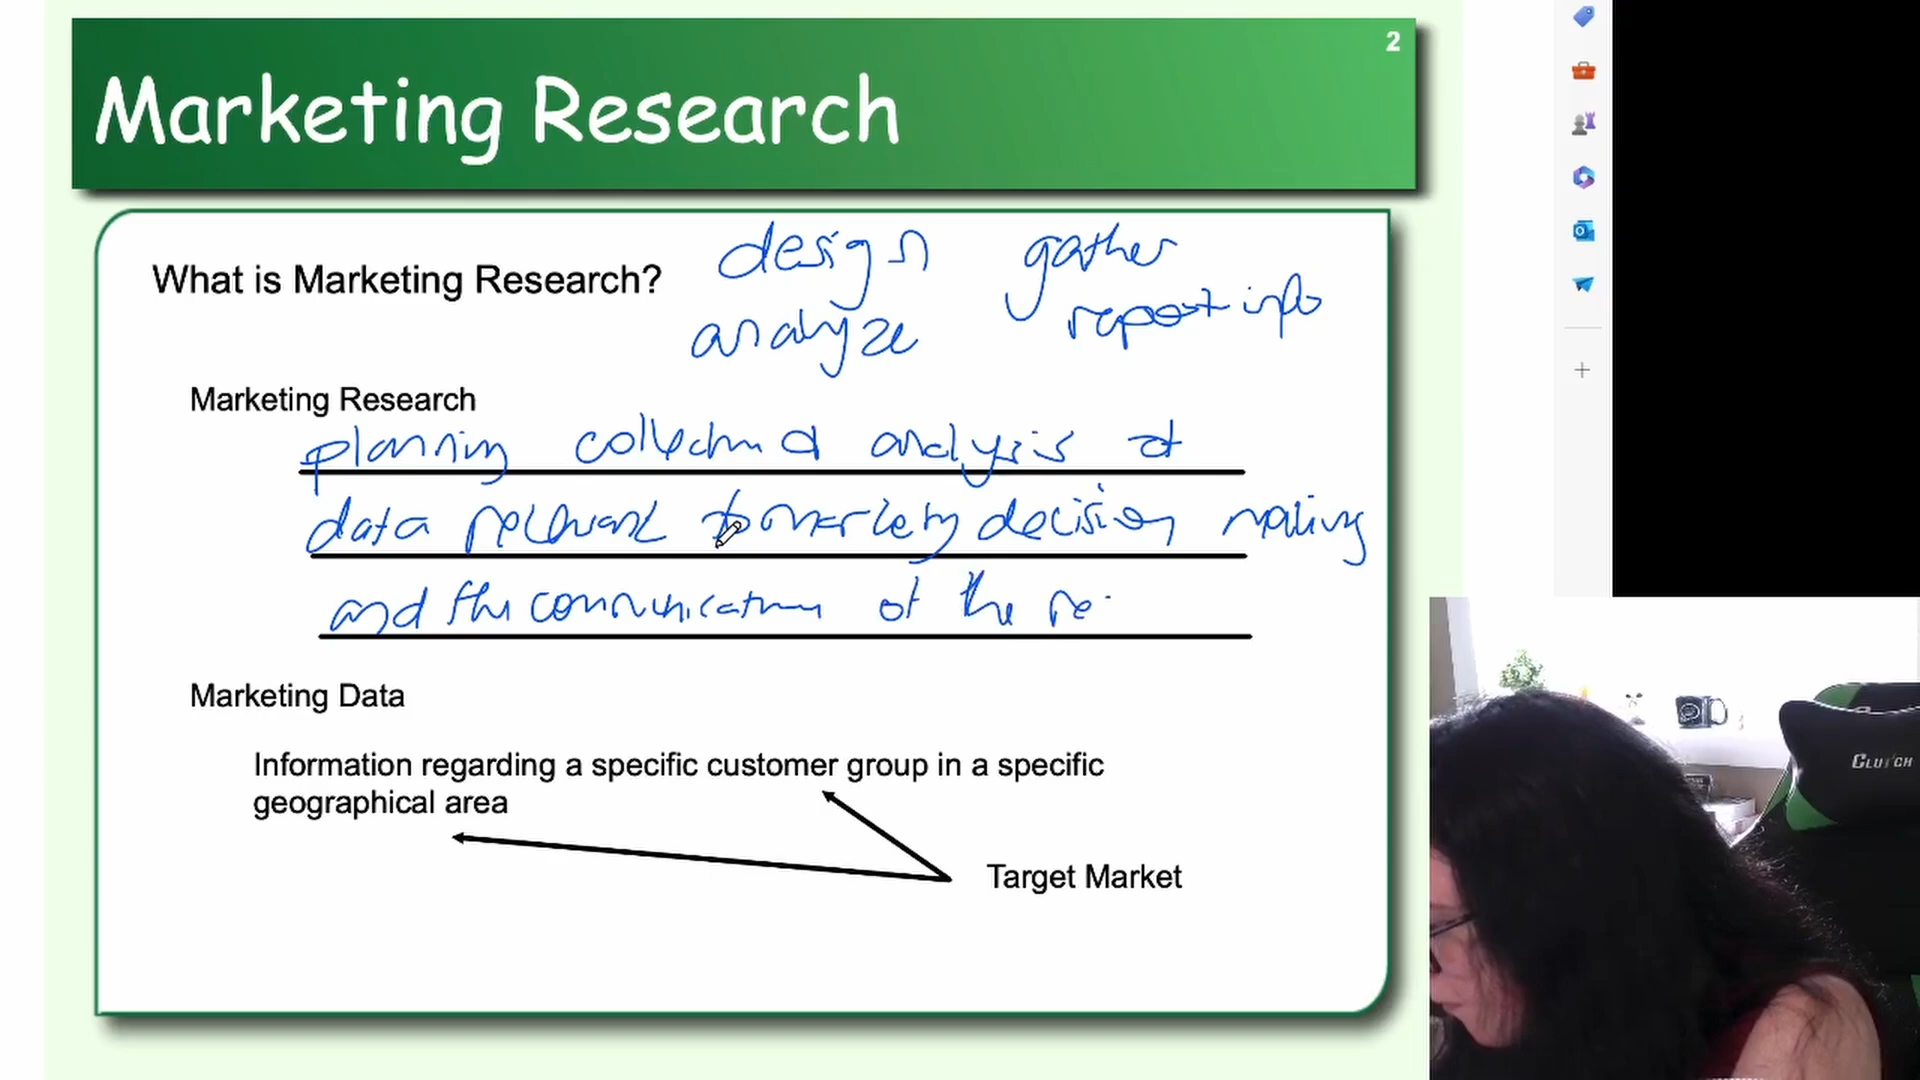 2
Marketing Research
What is Marketing Research?
design gather
analyze report info
Marketing Research
planning collection analysis of
data relevant to marketing decision making
and the communication of the re
Marketing Data
Information regarding a specific customer group in a specific
geographical area
Target Market
CLUTCH